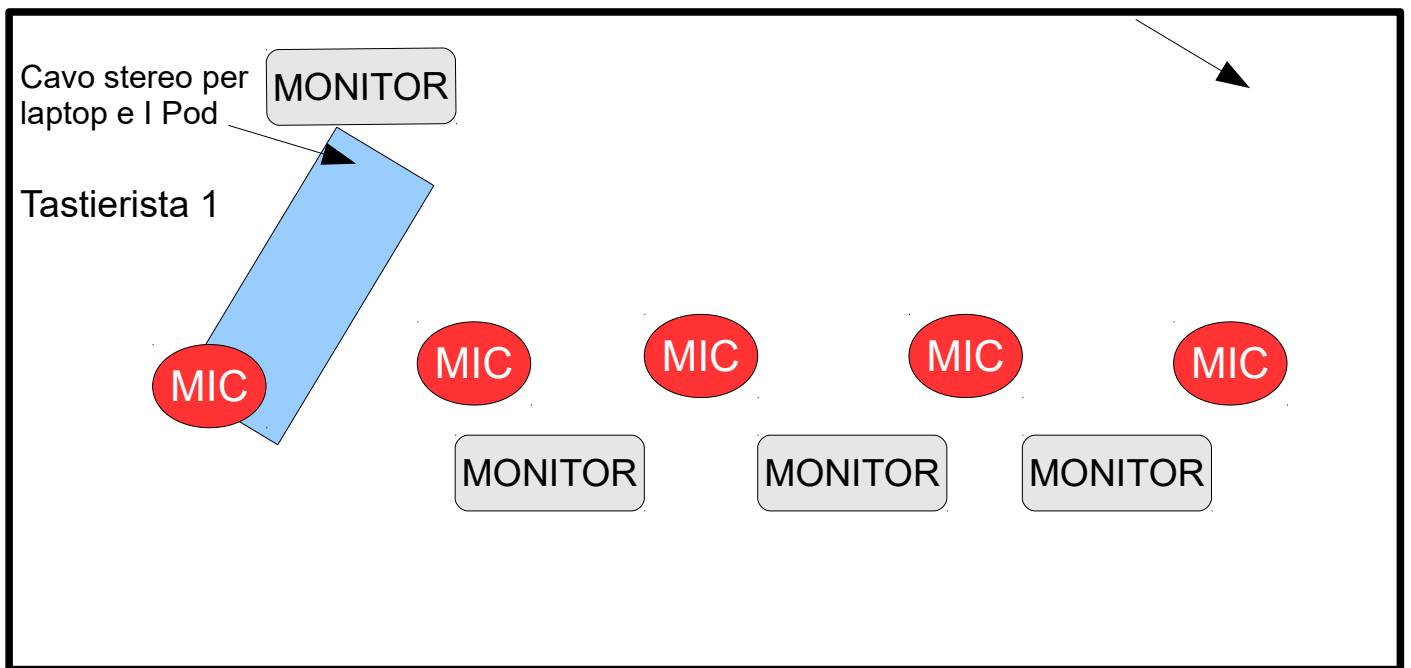 Cavo stereo per
laptop e I Pod
MONITOR
Tastierista 1
MIC
MIC
MIC
MIC
MIC
MONITOR
MONITOR
MONITOR